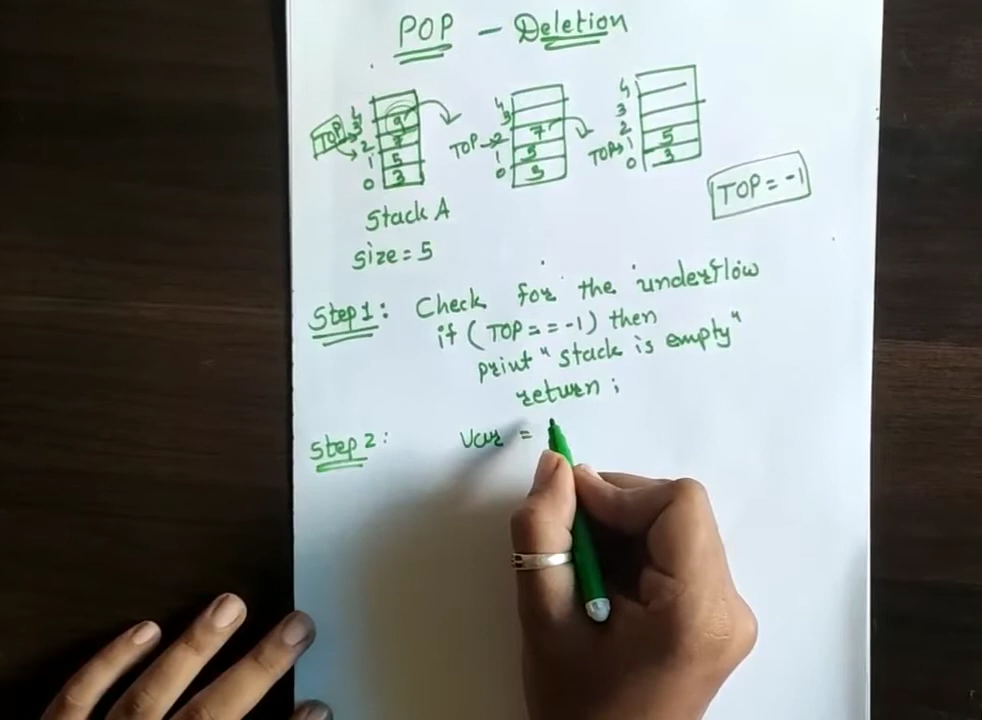 POP - Deletion
4
3
2
1
0
TOP
9
7
5
3
4
3
2
1
0
TOP
7
5
3
4
3
2
1
0
TOP
5
3
TOP = -1
Stack A
size = 5
Step 1: Check for the underflow
if (TOP == -1) then
print " stack is empty "
return ;
Step 2: Var =